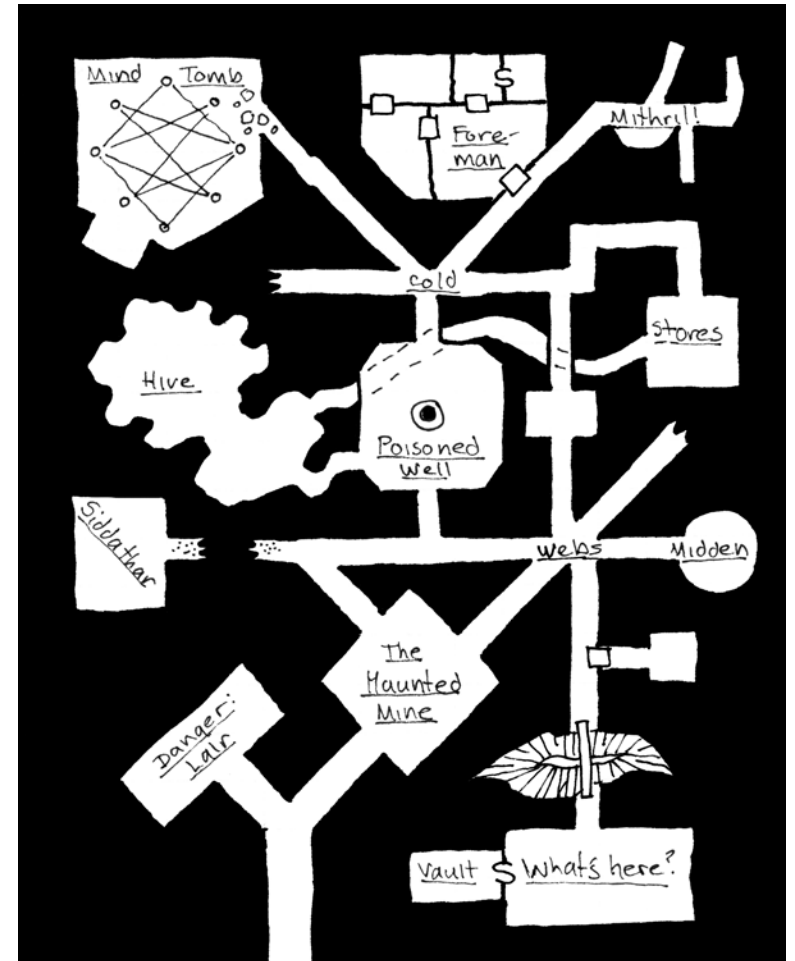 Mind Tomb
Fore-
man
Mithril!
Cold
Stores
Hive
Poisoned
Well
Siddathar
Webs
Midden
The
Haunted
Mine
Danger:
Lair
Vault
S
What's here?
S